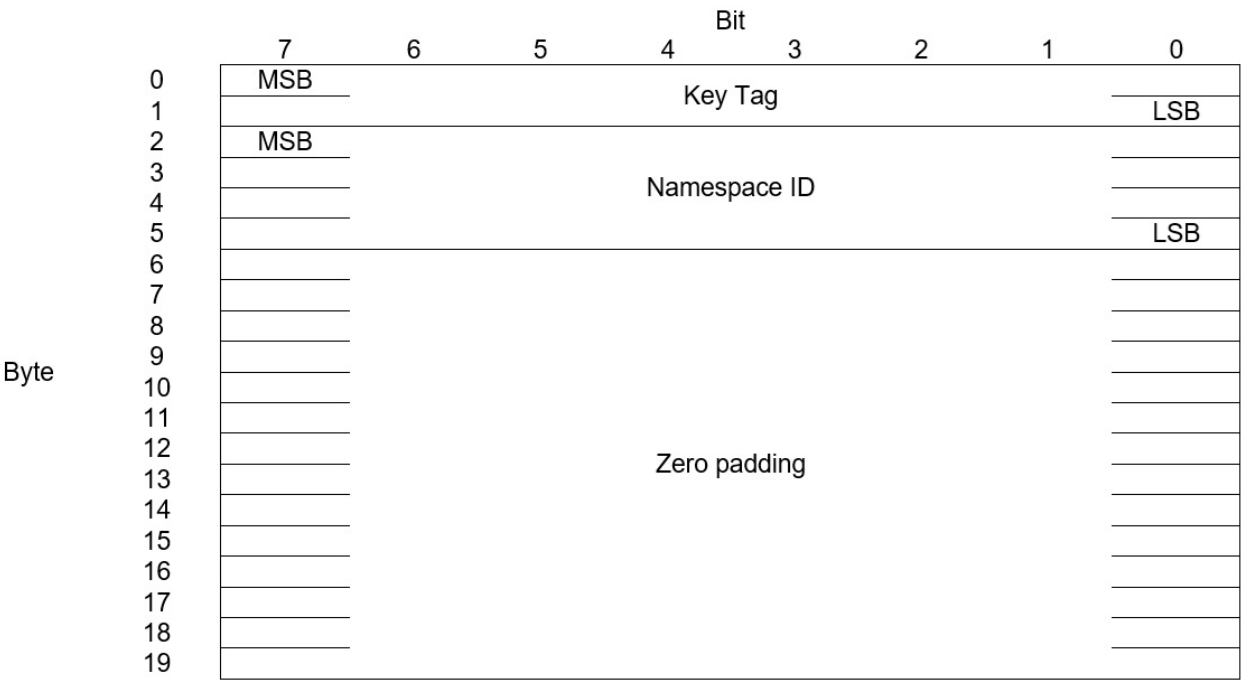 Bit
7 6 5 4 3 2 1 0
0 MSB
Key Tag
1 LSB
2 MSB
3
Namespace ID
4
5 LSB
6
7
8
9
Byte
10
11
12
Zero padding
13
14
15
16
17
18
19